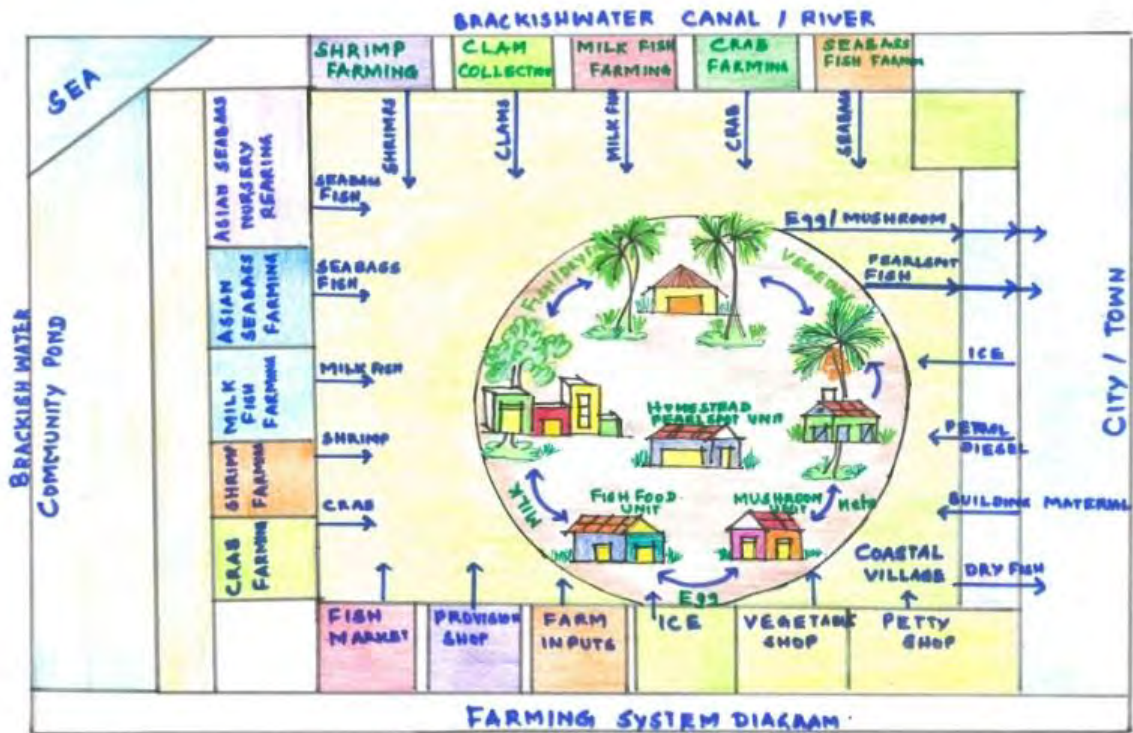 BRACKISHWATER CANAL / RIVER
SEA
SHRIMP
FARMING
CLAM
COLLECTION
MILK FISH
FARMING
CRAB
FARMING
SEABASS
FISH FARMIN
SHRIMPS
CLAMS
MILK FISH
CRAB
SEABASS
ASIAN SEABAS
NURSERY
REARING
ASIAN
SEABASS
FARMING
MILK
FISH
FARMING
SHRIMP
FARMING
CRAB
FARMING
BRACKISH WATER
COMMUNITY POND
SEABASS
FISH
SEABASS
FISH
MILK FISH
SHRIMP
CRAB
VEGETAB
HOMESTEAD
PEARLSPOT UNIT
FISH FOOD
UNIT
MUSHROOM
UNIT
MILK
Egg
Egg/MUSHROOM
PEARLSPOT
FISH
ICE
PETROL
DIEGEL
BUILDING MATERIAL
COASTAL
VILLAGE
DRY FISH
CITY / TOWN
FISH
MARKET
PROVISION
SHOP
FARM
INPUTS
ICE
VEGETABLE
SHOP
PETTY
SHOP
FARMING SYSTEM DIAGRAM.